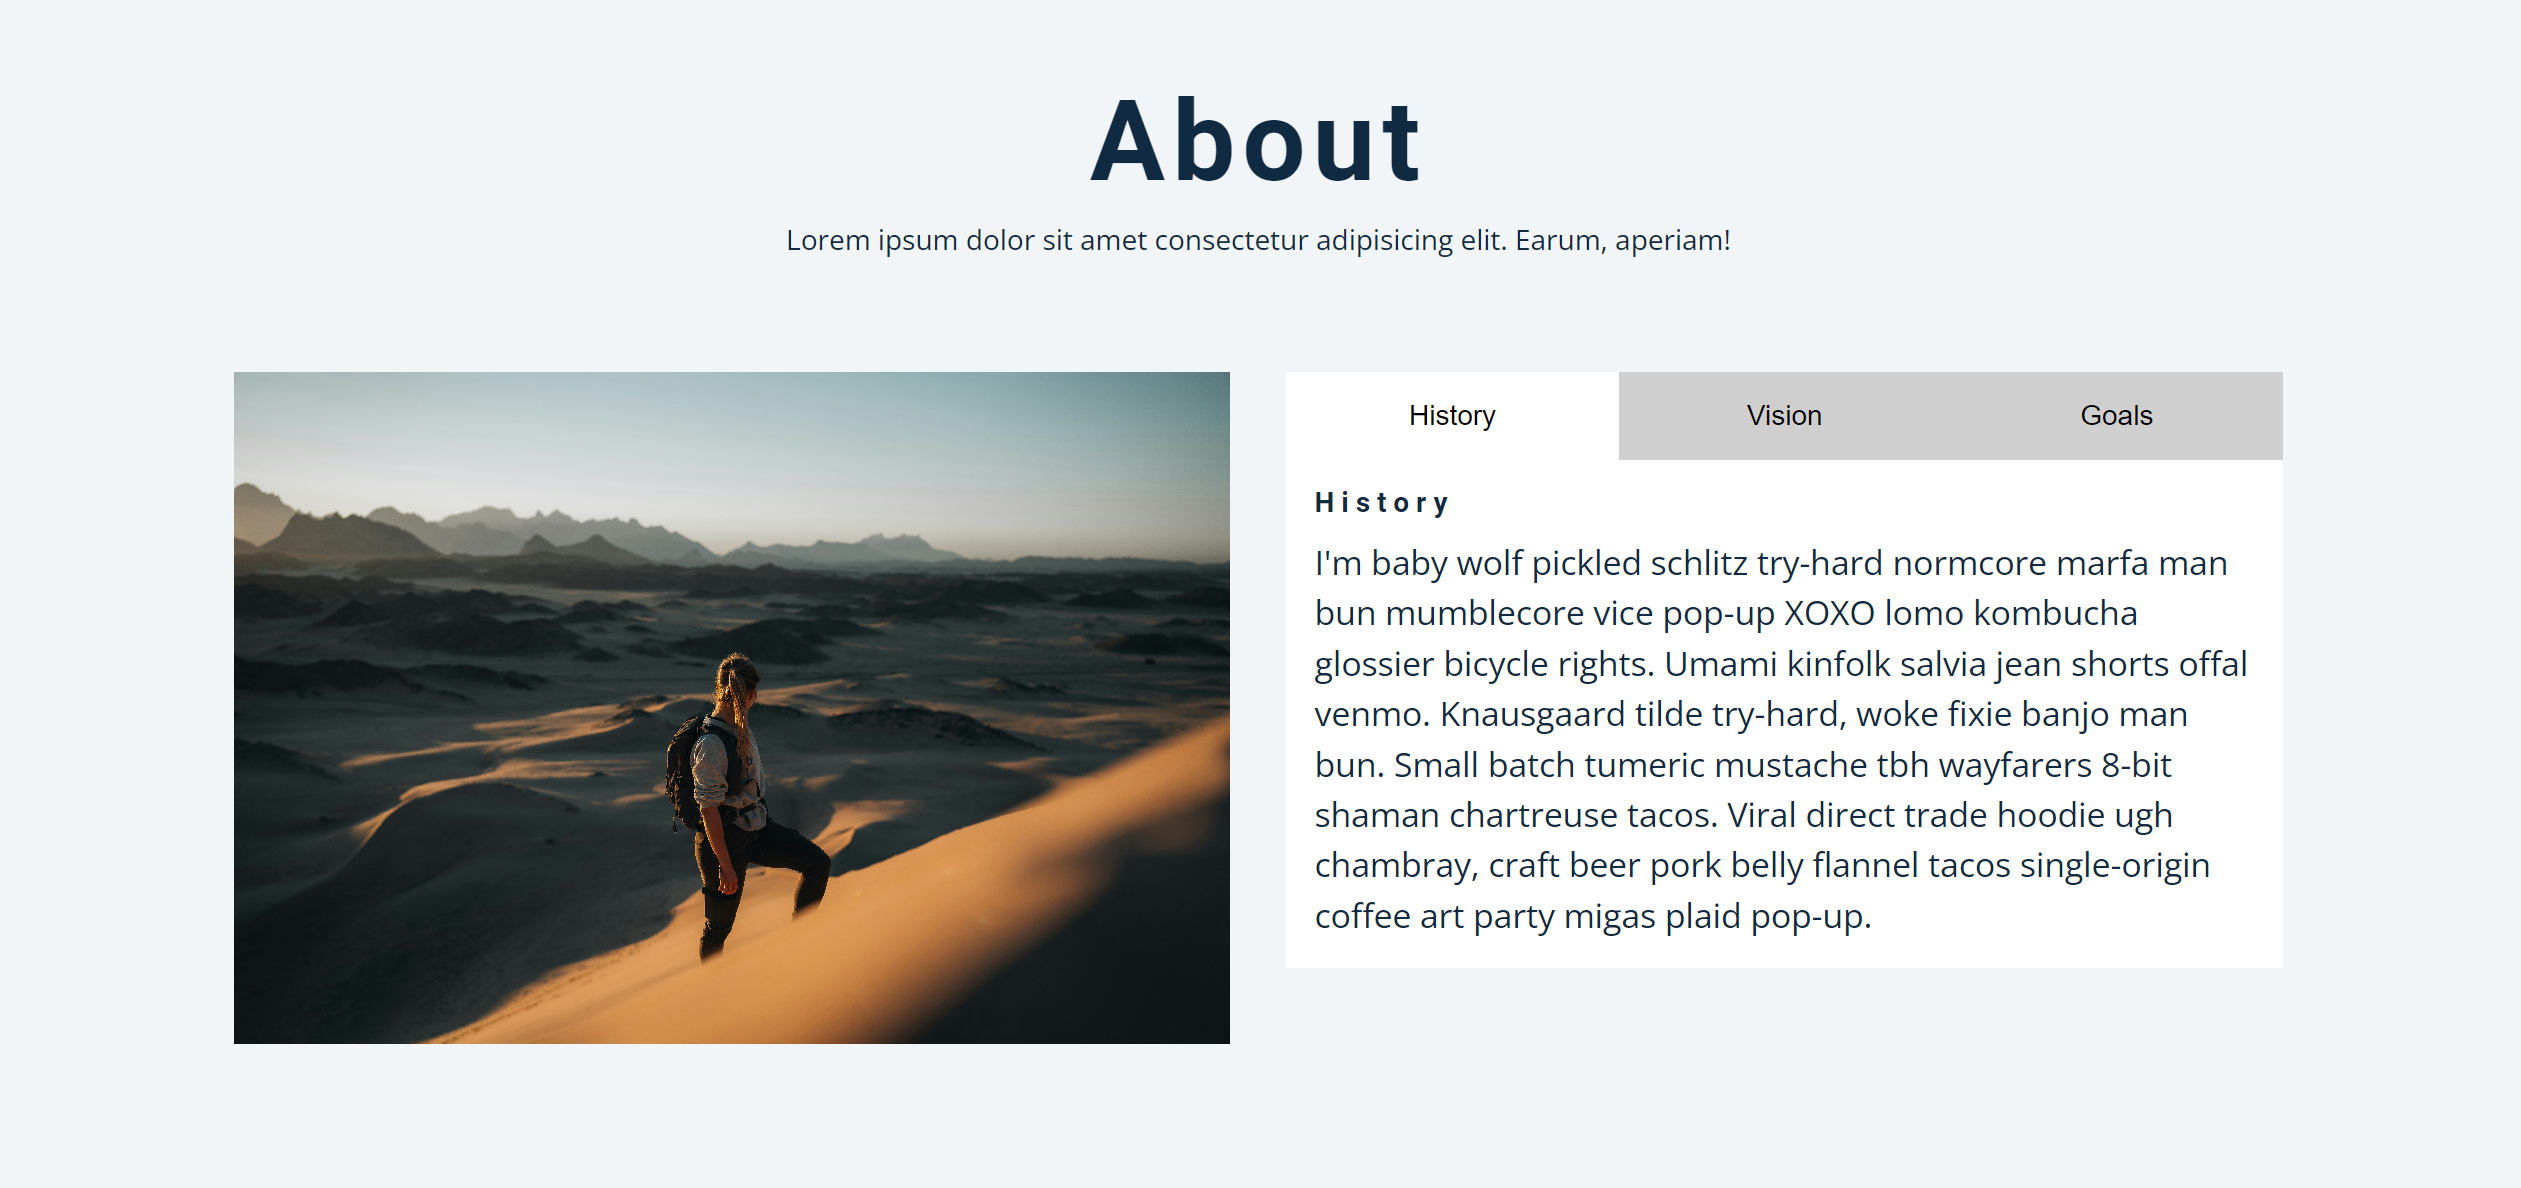 About
Lorem ipsum dolor sit amet consectetur adipisicing elit. Earum, aperiam!
History Vision Goals
History
I'm baby wolf pickled schlitz try-hard normcore marfa man
bun mumblecore vice pop-up XOXO lomo kombucha
glossier bicycle rights. Umami kinfolk salvia jean shorts offal
venmo. Knausgaard tilde try-hard, woke fixie banjo man
bun. Small batch tumeric mustache tbh wayfarers 8-bit
shaman chartreuse tacos. Viral direct trade hoodie ugh
chambray, craft beer pork belly flannel tacos single-origin
coffee art party migas plaid pop-up.